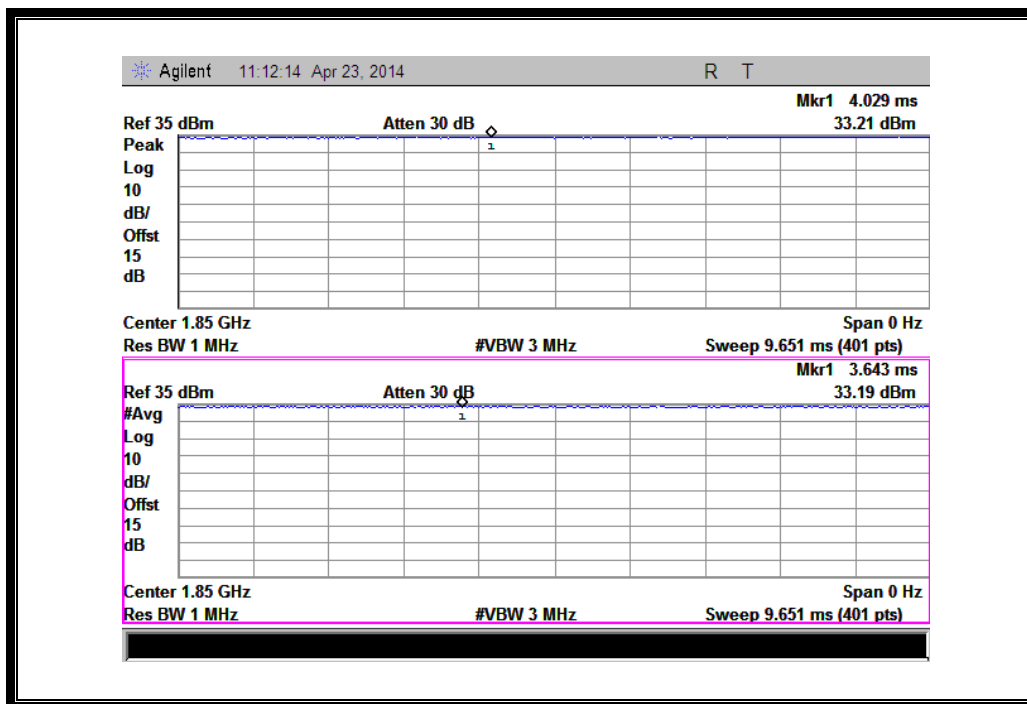 Agilent 11:12:14 Apr 23, 2014 R T
Mkr1 4.029 ms
Ref 35 dBm Atten 30 dB 33.21 dBm
Peak
1
Log
10
dB/
Offst
15
dB
Center 1.85 GHz Span 0 Hz
Res BW 1 MHz #VBW 3 MHz Sweep 9.651 ms (401 pts)
Mkr1 3.643 ms
Ref 35 dBm Atten 30 dB 33.19 dBm
#Avg
1
Log
10
dB/
Offst
15
dB
Center 1.85 GHz Span 0 Hz
Res BW 1 MHz #VBW 3 MHz Sweep 9.651 ms (401 pts)